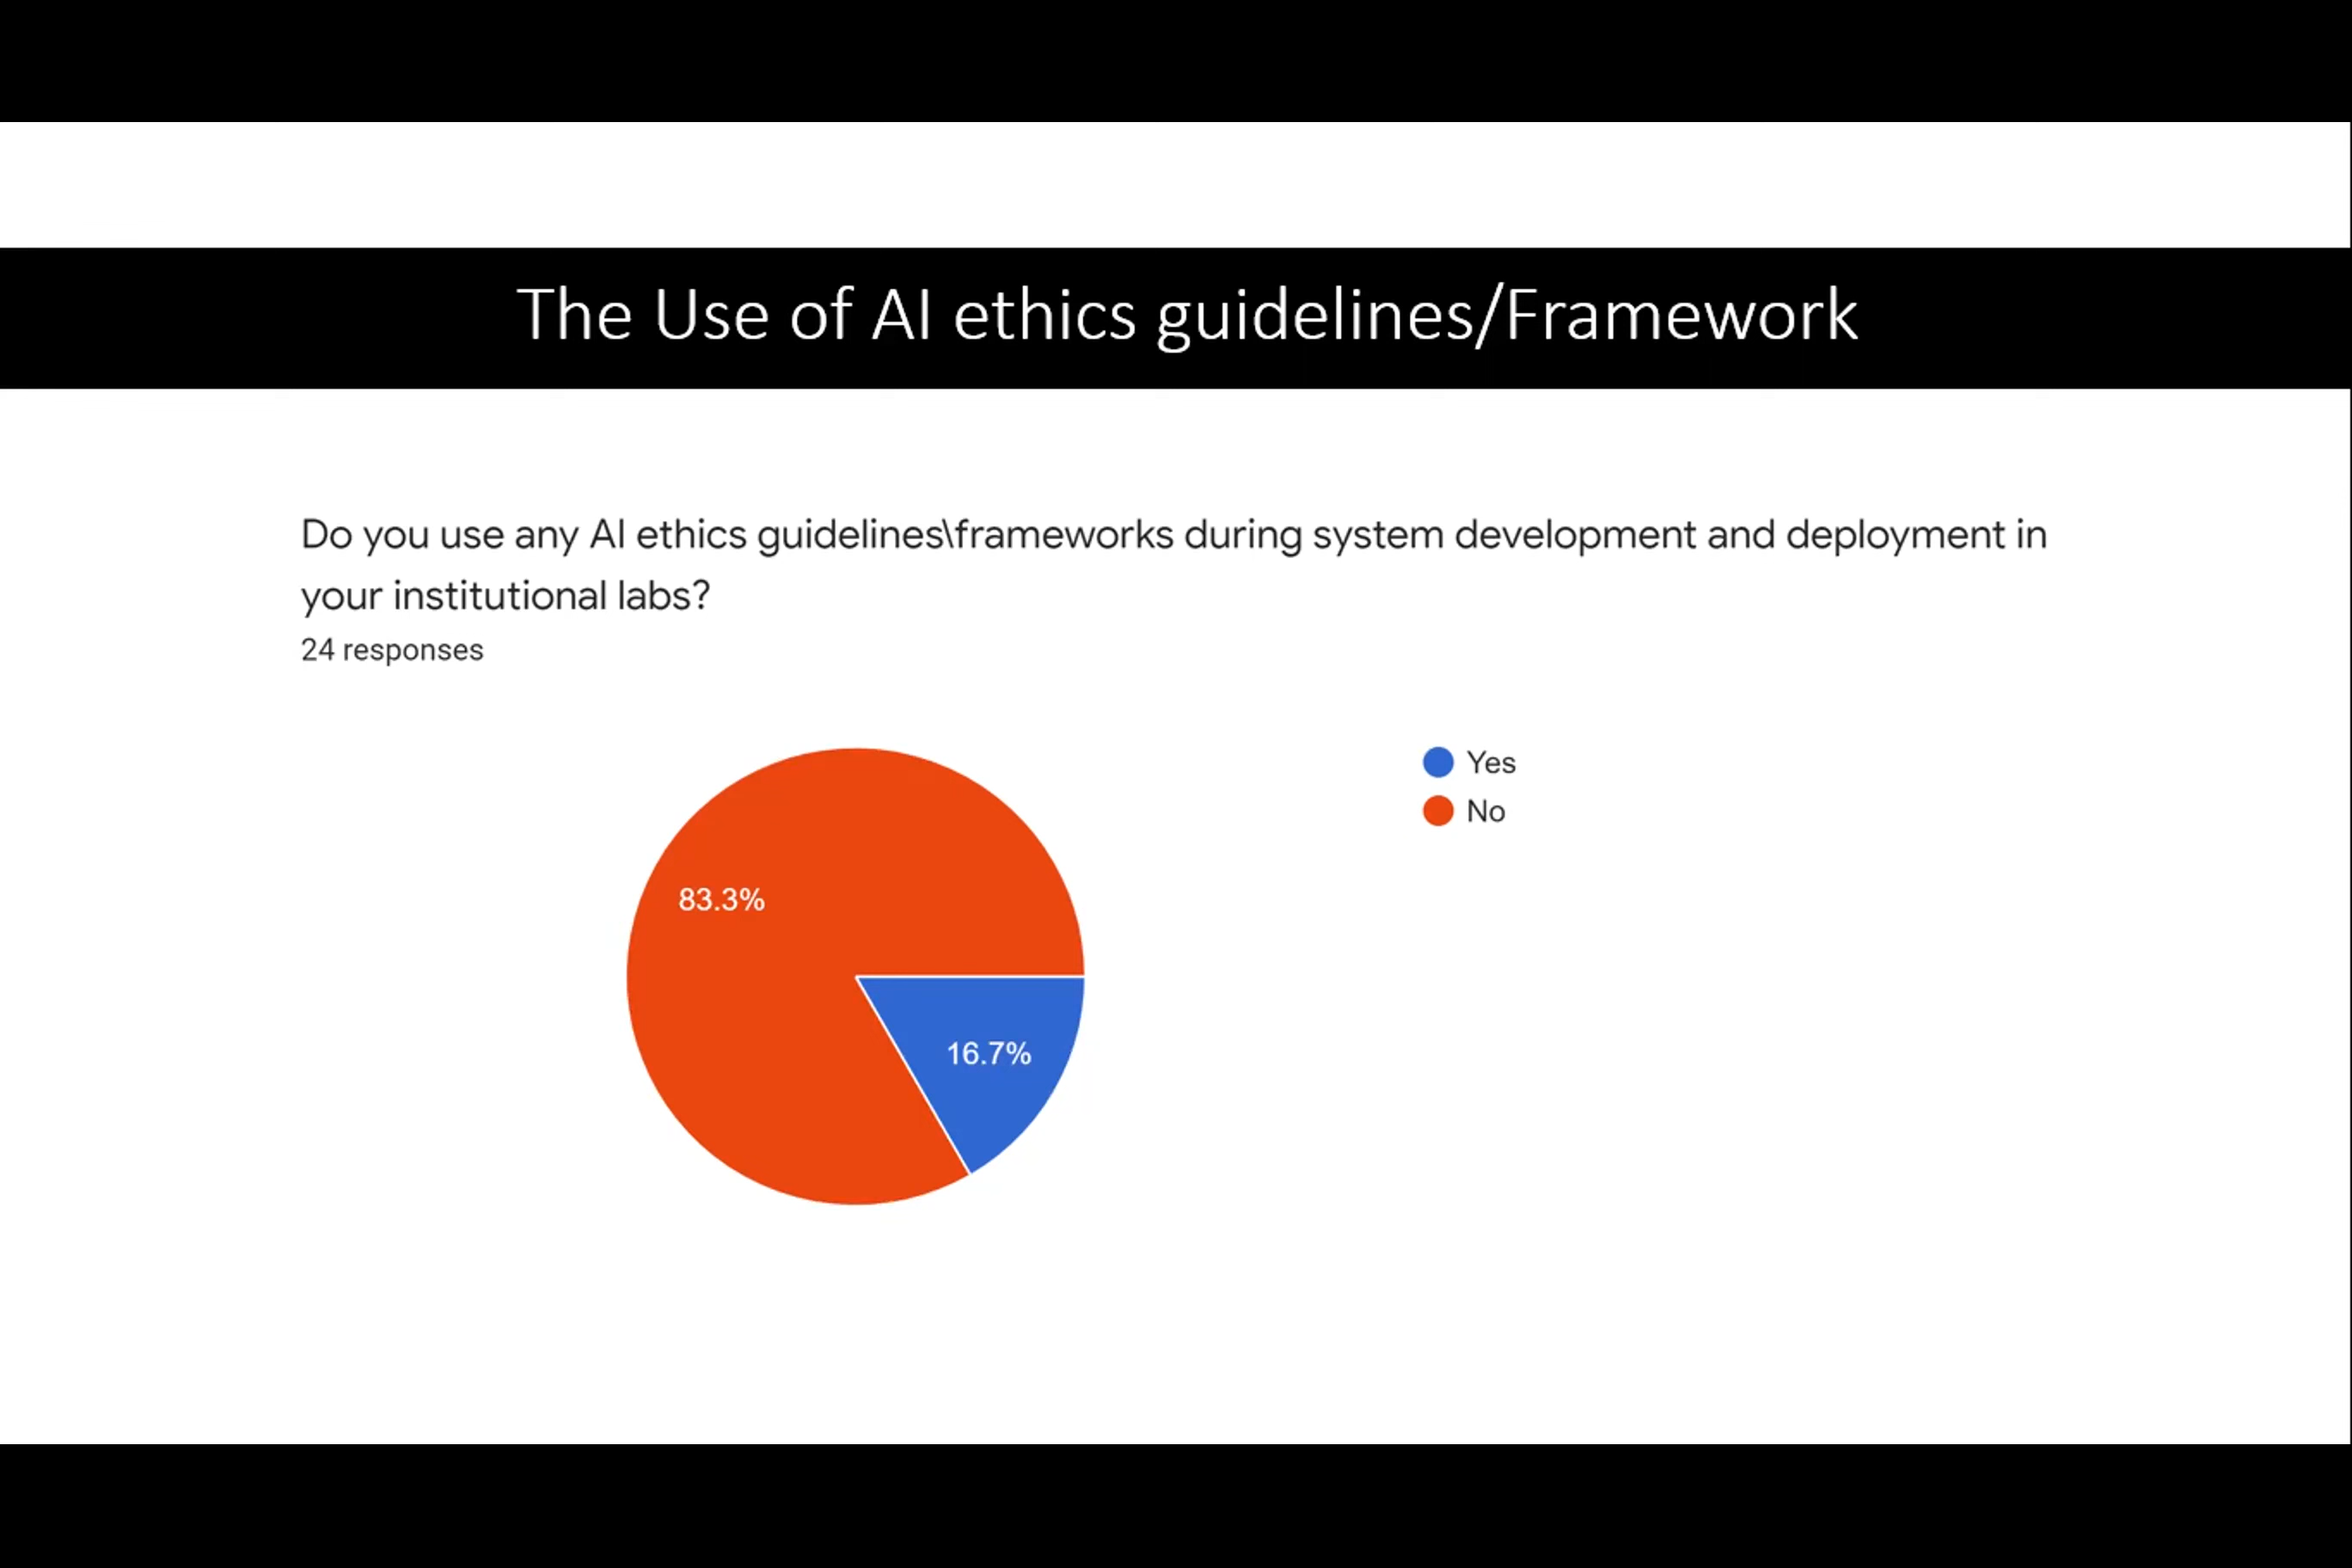 The Use of AI ethics guidelines/Framework
Do you use any AI ethics guidelines\frameworks during system development and deployment in
your institutional labs?
24 responses
Yes
No
83.3%
16.7%